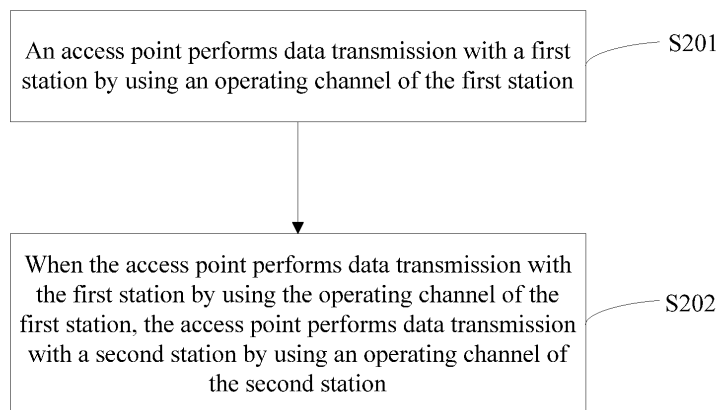 An access point performs data transmission with a first
station by using an operating channel of the first station
S201
When the access point performs data transmission with
the first station by using the operating channel of the
first station, the access point performs data transmission
with a second station by using an operating channel of
the second station
S202